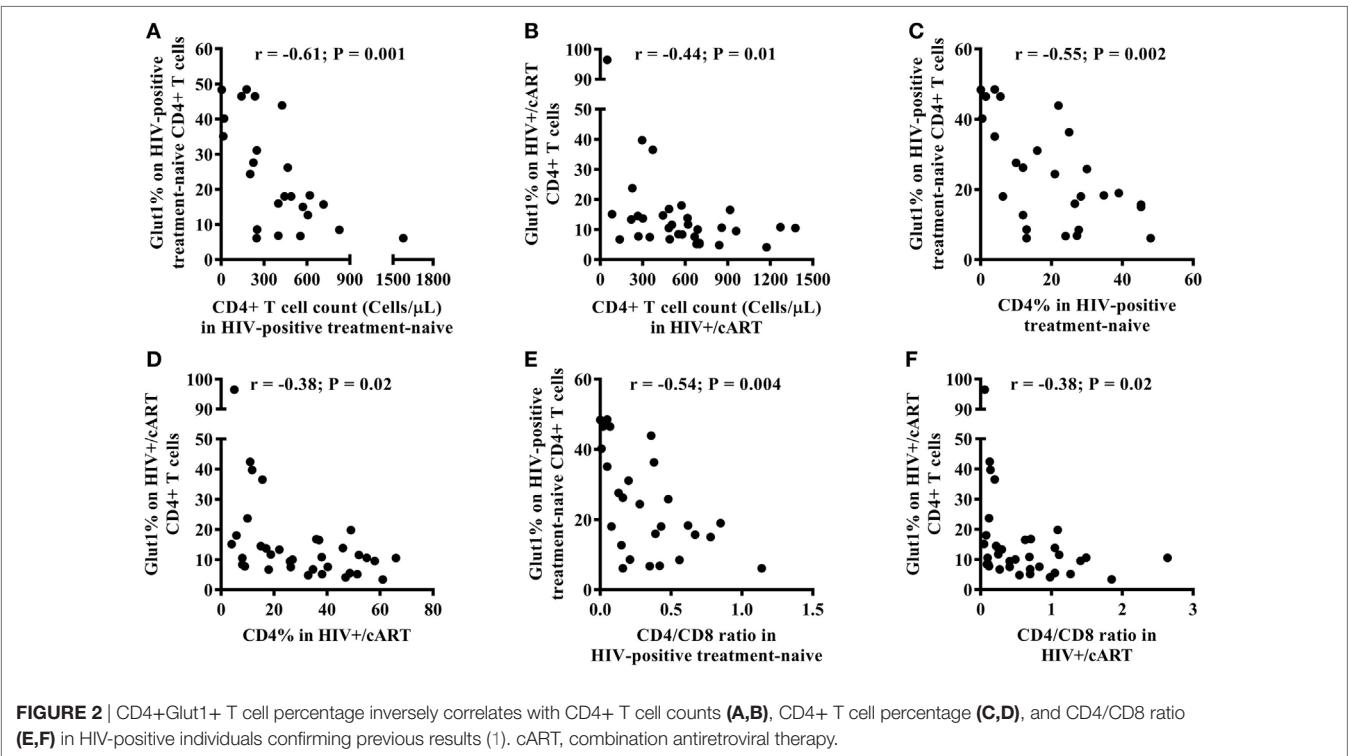 A
r = -0.61; P = 0.001
Glut1% on HIV-positive
treatment-naive CD4+ T cells
60
50
40
30
20
10
0
0 300 600 900 1500 1800
CD4+ T cell count (Cells/μL)
in HIV-positive treatment-naive
B
r = -0.44; P = 0.01
Glut1% on HIV+/cART
CD4+ T cells
100
90
50
40
30
20
10
0
0 300 600 900 1200 1500
CD4+ T cell count (Cells/μL)
in HIV+/cART
C
r = -0.55; P = 0.002
Glut1% on HIV-positive
treatment-naive CD4+ T cells
60
40
20
0
0 20 40 60
CD4% in HIV-positive
treatment-naive
D
r = -0.38; P = 0.02
Glut1% on HIV+/cART
CD4+ T cells
100
90
50
40
30
20
10
0
0 20 40 60 80
CD4% in HIV+/cART
E
r = -0.54; P = 0.004
Glut1% on HIV-positive
treatment-naive CD4+ T cells
60
40
20
0
0.0 0.5 1.0 1.5
CD4/CD8 ratio in
HIV-positive treatment-naive
F
r = -0.38; P = 0.02
Glut1% on HIV+/cART
CD4+ T cells
100
90
50
40
30
20
10
0
0 1 2 3
CD4/CD8 ratio in
HIV+/cART
FIGURE 2 | CD4+Glut1+ T cell percentage inversely correlates with CD4+ T cell counts (A,B), CD4+ T cell percentage (C,D), and CD4/CD8 ratio
(E,F) in HIV-positive individuals confirming previous results (1). cART, combination antiretroviral therapy.